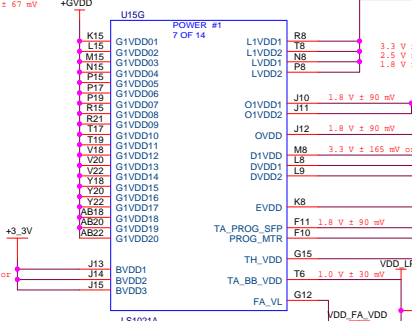 ± 67 mV
+GVDD
U15G
POWER #1
7 OF 14
K15 G1VDD01
L15 G1VDD02
M15 G1VDD03
N15 G1VDD04
P15 G1VDD05
P17 G1VDD06
P19 G1VDD07
R15 G1VDD08
R21 G1VDD09
T17 G1VDD10
T19 G1VDD11
V18 G1VDD12
V20 G1VDD13
V22 G1VDD14
Y18 G1VDD15
Y20 G1VDD16
Y22 G1VDD17
AB18 G1VDD18
AB20 G1VDD19
AB22 G1VDD20
+3_3V
or
J13 BVDD1
J14 BVDD2
J15 BVDD3
L1VDD1 R8
L1VDD2 T8
LVDD1 N8
LVDD2 P8
3.3 V ±
2.5 V
1.8 V ±
O1VDD1 J10 1.8 V ± 90 mV
O1VDD2 J11
OVDD J12 1.8 V ± 90 mV
D1VDD M8 3.3 V ± 165 mV or
DVDD1 L8
DVDD2 L9
EVDD K8
TA_PROG_SFP F11 1.8 V ± 90 mV
PROG_MTR F10
TH_VDD G15
VDD_LP
TA_BB_VDD T6 1.0 V ± 30 mV
FA_VL G12
VDD_FA_VDD
LS1021A